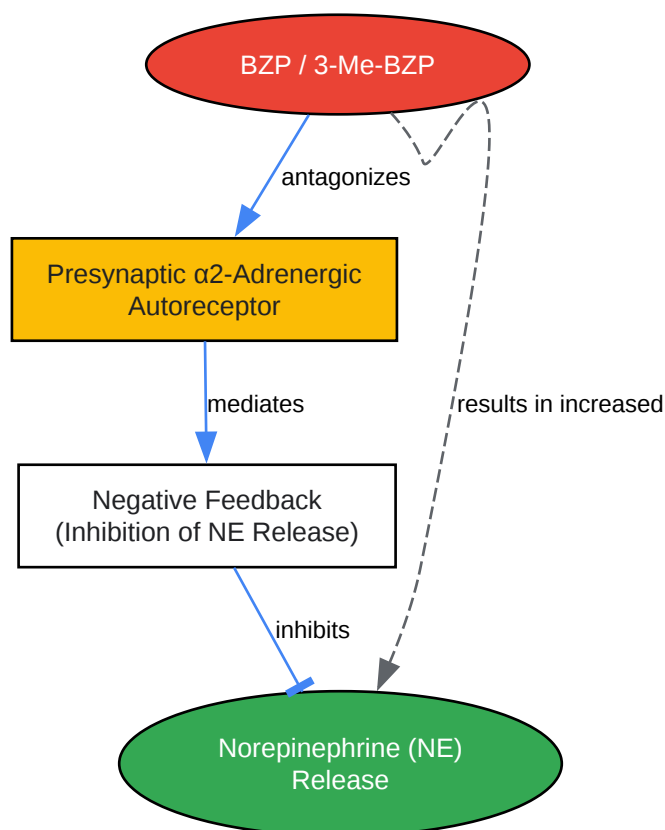 BZP / 3-Me-BZP
antagonizes
Presynaptic α2-Adrenergic
Autoreceptor
mediates
results in increased
Negative Feedback
(Inhibition of NE Release)
inhibits
Norepinephrine (NE)
Release